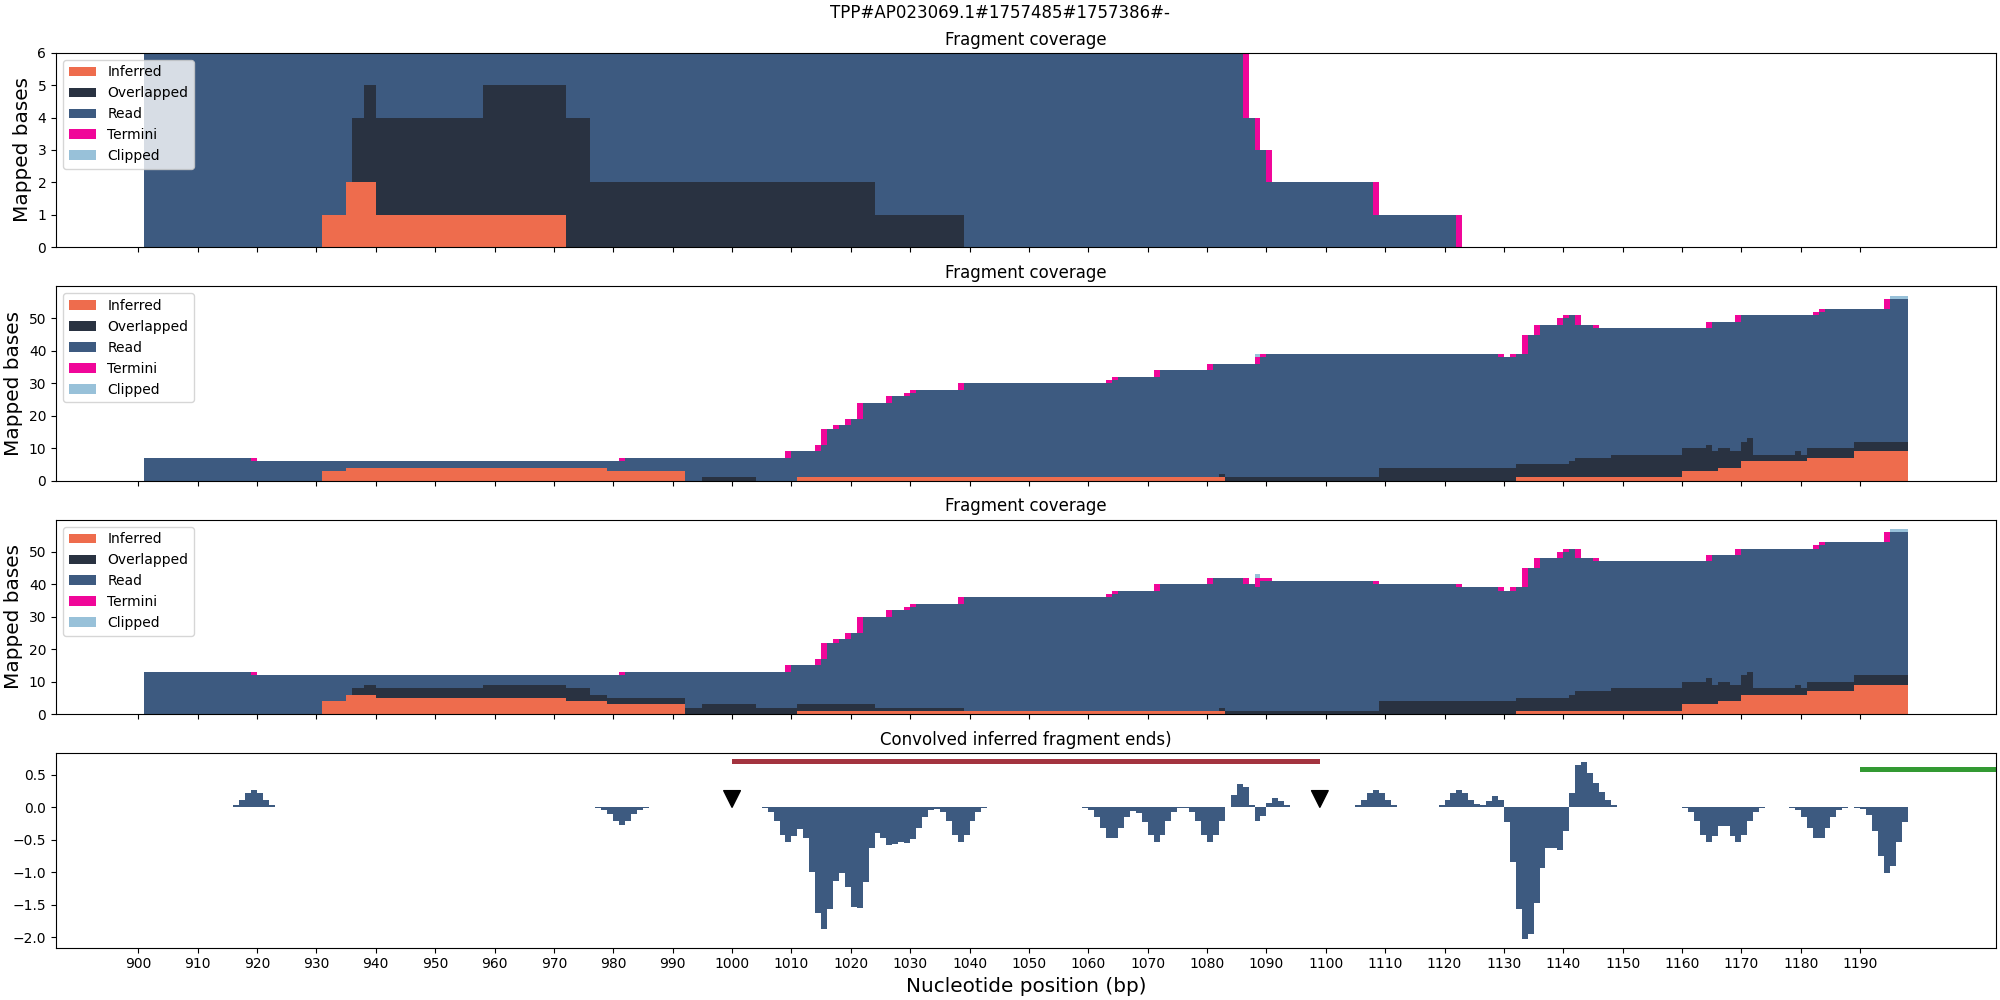 TPP#AP023069.1#1757485#1757386#-
Fragment coverage
6
5
4
3
2
1
0
Mapped bases
Inferred
Overlapped
Read
Termini
Clipped
Fragment coverage
50
40
30
20
10
0
Mapped bases
Inferred
Overlapped
Read
Termini
Clipped
Fragment coverage
50
40
30
20
10
0
Mapped bases
Inferred
Overlapped
Read
Termini
Clipped
Convolved inferred fragment ends)
0.5
0.0
−0.5
−1.0
−1.5
−2.0
900 910 920 930 940 950 960 970 980 990 1000 1010 1020 1030 1040 1050 1060 1070 1080 1090 1100 1110 1120 1130 1140 1150 1160 1170 1180 1190
Nucleotide position (bp)